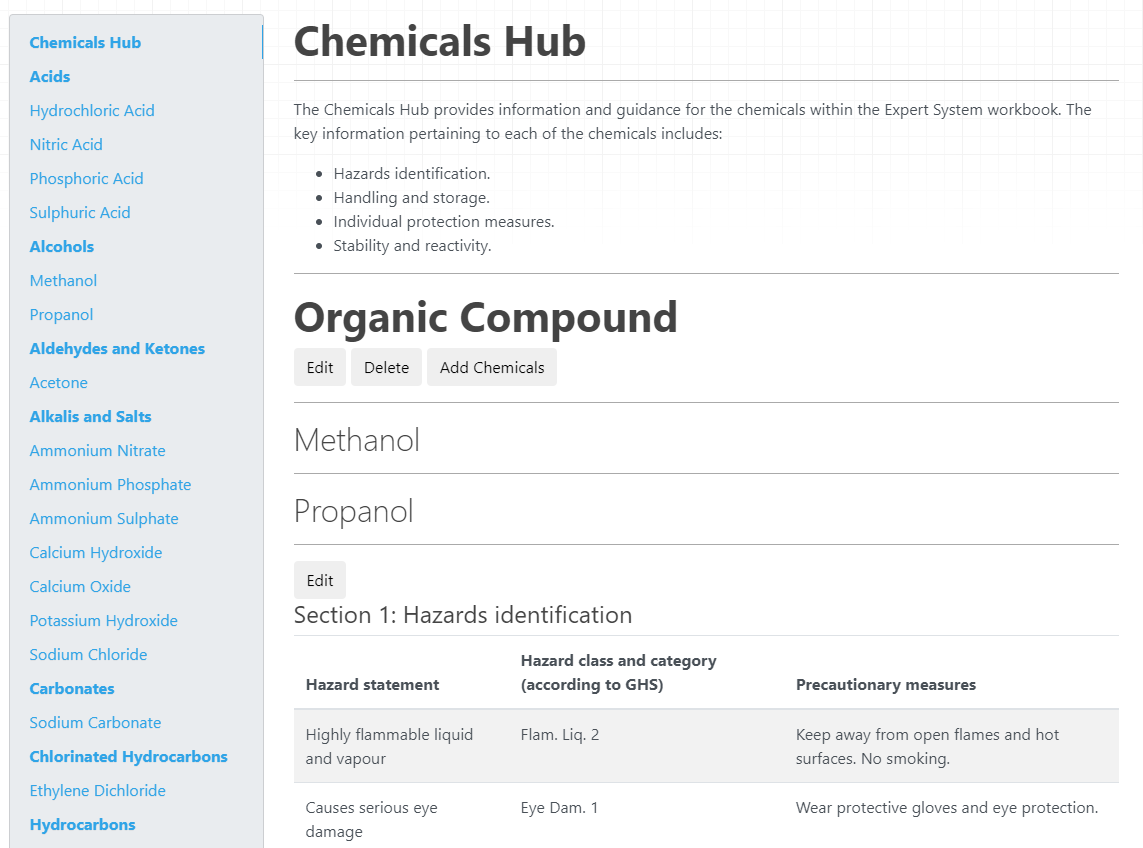 Chemicals Hub
Acids
Hydrochloric Acid
Nitric Acid
Phosphoric Acid
Sulphuric Acid
Alcohols
Methanol
Propanol
Aldehydes and Ketones
Acetone
Alkalis and Salts
Ammonium Nitrate
Ammonium Phosphate
Ammonium Sulphate
Calcium Hydroxide
Calcium Oxide
Potassium Hydroxide
Sodium Chloride
Carbonates
Sodium Carbonate
Chlorinated Hydrocarbons
Ethylene Dichloride
Hydrocarbons
Chemicals Hub
The Chemicals Hub provides information and guidance for the chemicals within the Expert System workbook. The
key information pertaining to each of the chemicals includes:
Hazards identification.
Handling and storage.
Individual protection measures.
Stability and reactivity.
Organic Compound
Edit Delete Add Chemicals
Methanol
Propanol
Edit
Section 1: Hazards identification
Hazard statement
Hazard class and category
(according to GHS)
Precautionary measures
Highly flammable liquid
and vapour
Flam. Liq. 2
Keep away from open flames and hot
surfaces. No smoking.
Causes serious eye
damage
Eye Dam. 1
Wear protective gloves and eye protection.